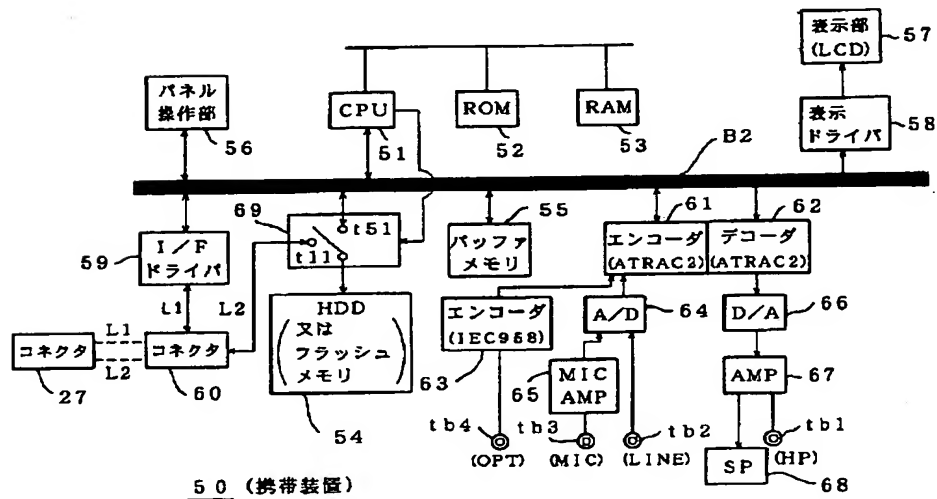 パネル
操作部
56
CPU
51
ROM
52
RAM
53
表示部
(LCD)
57
表示
ドライバ
58
B2
59
I/F
ドライバ
69
t51
t11
55
バッファ
メモリ
61
エンコーダ
(ATRAC2)
62
デコーダ
(ATRAC2)
L1
L2
HDD
(又は
フラッシュ
メモリ)
54
エンコーダ
(IEC958)
63
A/D
64
D/A
66
コネクタ
27
L1
L2
コネクタ
60
65
MIC
AMP
AMP
67
tb4
(OPT)
tb3
(MIC)
tb2
(LINE)
tb1
(HP)
SP
68
50 (携帯装置)